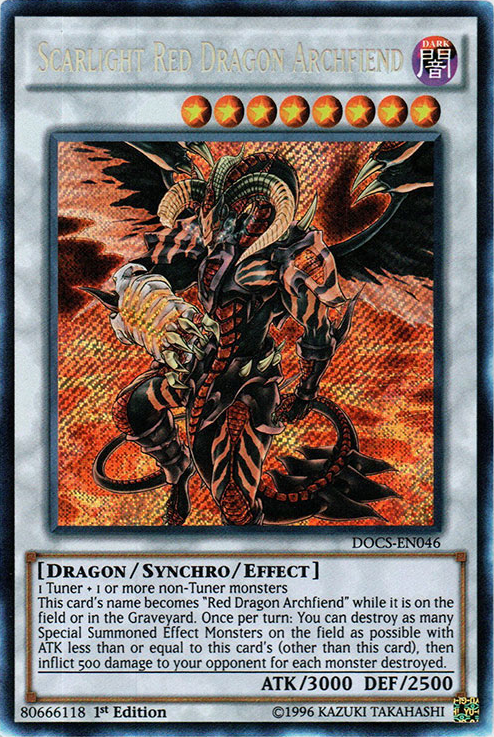 SCARLIGHT RED DRAGON ARCHFIEND
DARK
闇
DOCS-EN046
[DRAGON/SYNCHRO/EFFECT]
1 Tuner + 1 or more non-Tuner monsters
This card's name becomes "Red Dragon Archfiend" while it is on the
field or in the Graveyard. Once per turn: You can destroy as many
Special Summoned Effect Monsters on the field as possible with
ATK less than or equal to this card's (other than this card), then
inflict 500 damage to your opponent for each monster destroyed.
ATK/3000 DEF/2500
80666118 1st Edition ©1996 KAZUKI TAKAHASHI